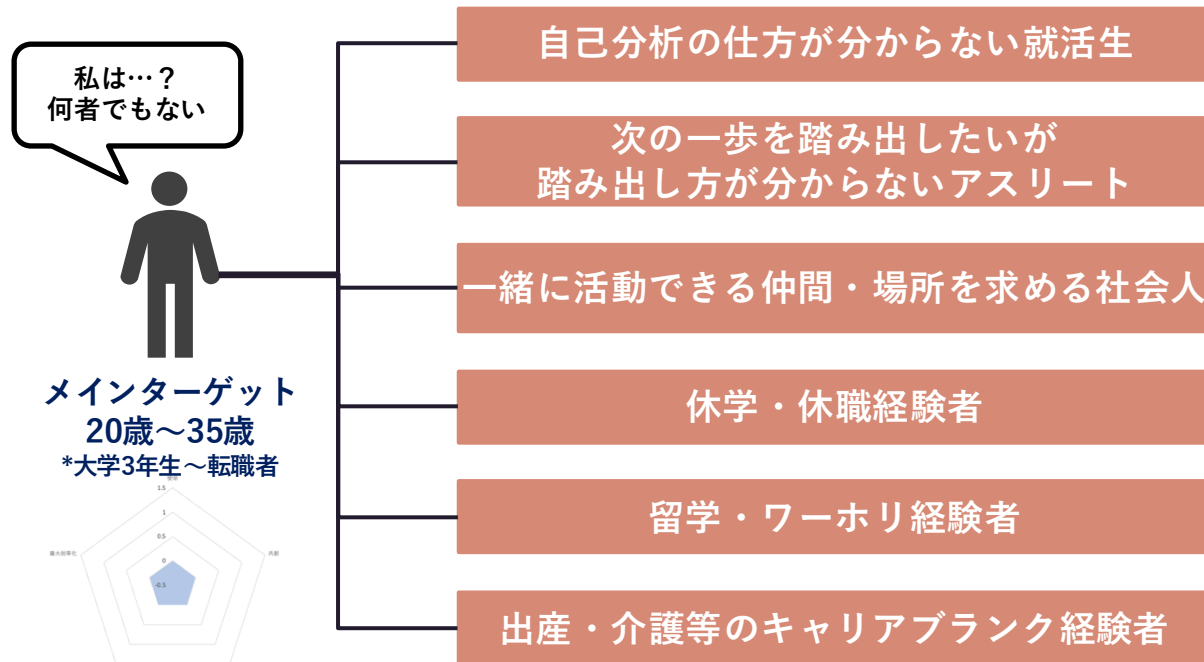 私は…？
何者でもない
メインターゲット
20歳～35歳
*大学3年生～転職者
自己分析の仕方が分からない就活生
次の一歩を踏み出したいが
踏み出し方が分からないアスリート
一緒に活動できる仲間・場所を求める社会人
休学・休職経験者
留学・ワーホリ経験者
出産・介護等のキャリアブランク経験者
1.5
1
0.5
0
-0.5
最大効率化
共創